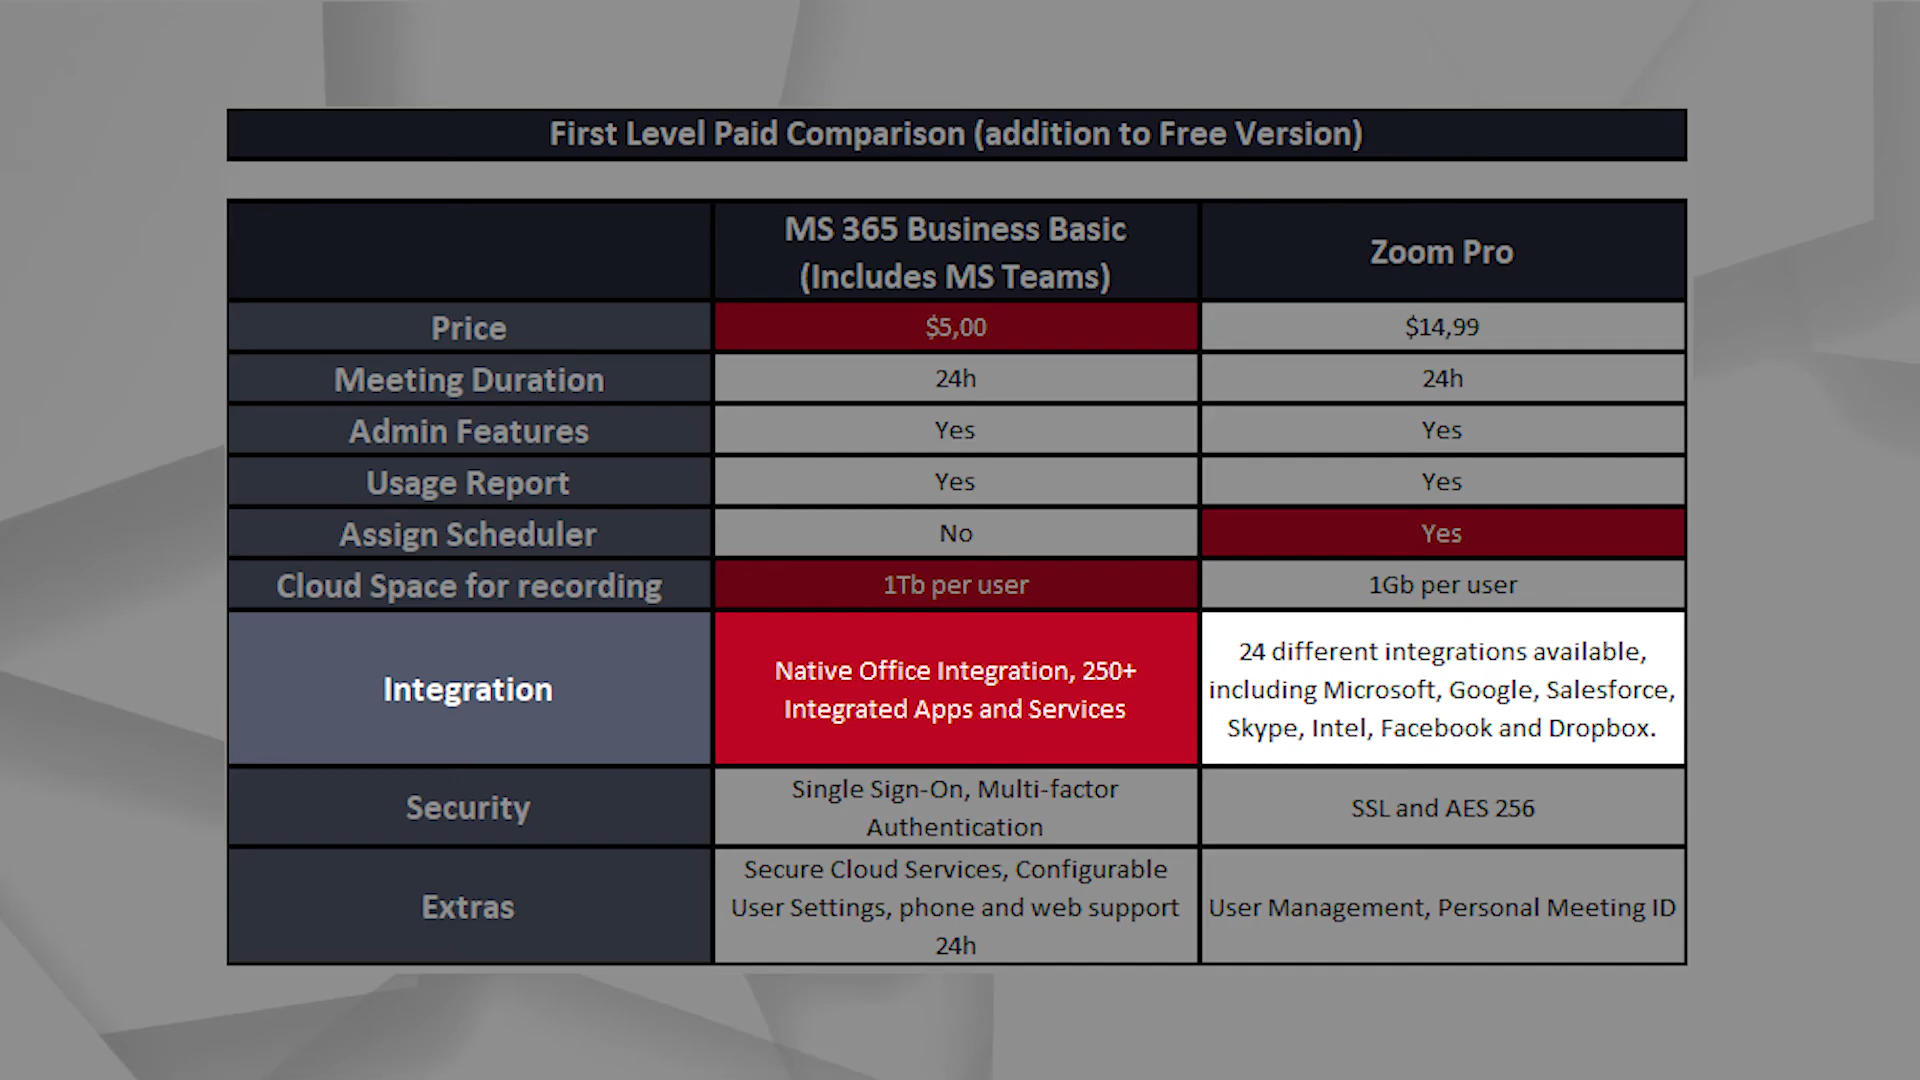 First Level Paid Comparison (addition to Free Version)
MS 365 Business Basic
(Includes MS Teams)
Zoom Pro
Price
$5,00
$14,99
Meeting Duration
24h
24h
Admin Features
Yes
Yes
Usage Report
Yes
Yes
Assign Scheduler
No
Yes
Cloud Space for recording
1Tb per user
1Gb per user
Integration
Native Office Integration, 250+
Integrated Apps and Services
24 different integrations available,
including Microsoft, Google, Salesforce,
Skype, Intel, Facebook and Dropbox.
Security
Single Sign-On, Multi-factor
Authentication
SSL and AES 256
Extras
Secure Cloud Services, Configurable
User Settings, phone and web support
24h
User Management, Personal Meeting ID